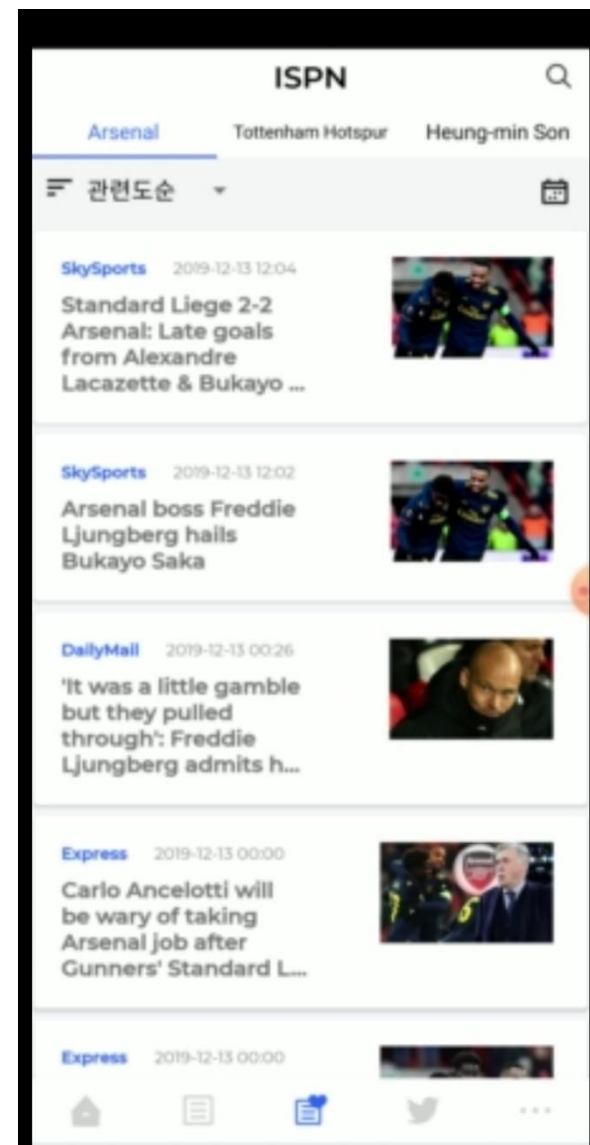 ISPN
Arsenal Tottenham Hotspur Heung-min Son
관련도순
SkySports 2019-12-13 12:04
Standard Liege 2-2
Arsenal: Late goals
from Alexandre
Lacazette & Bukayo ...
SkySports 2019-12-13 12:02
Arsenal boss Freddie
Ljungberg hails
Bukayo Saka
DailyMail 2019-12-13 00:26
'It was a little gamble
but they pulled
through': Freddie
Ljungberg admits h...
Express 2019-12-13 00:00
Carlo Ancelotti will
be wary of taking
Arsenal job after
Gunners' Standard L...
Express 2019-12-13 00:00